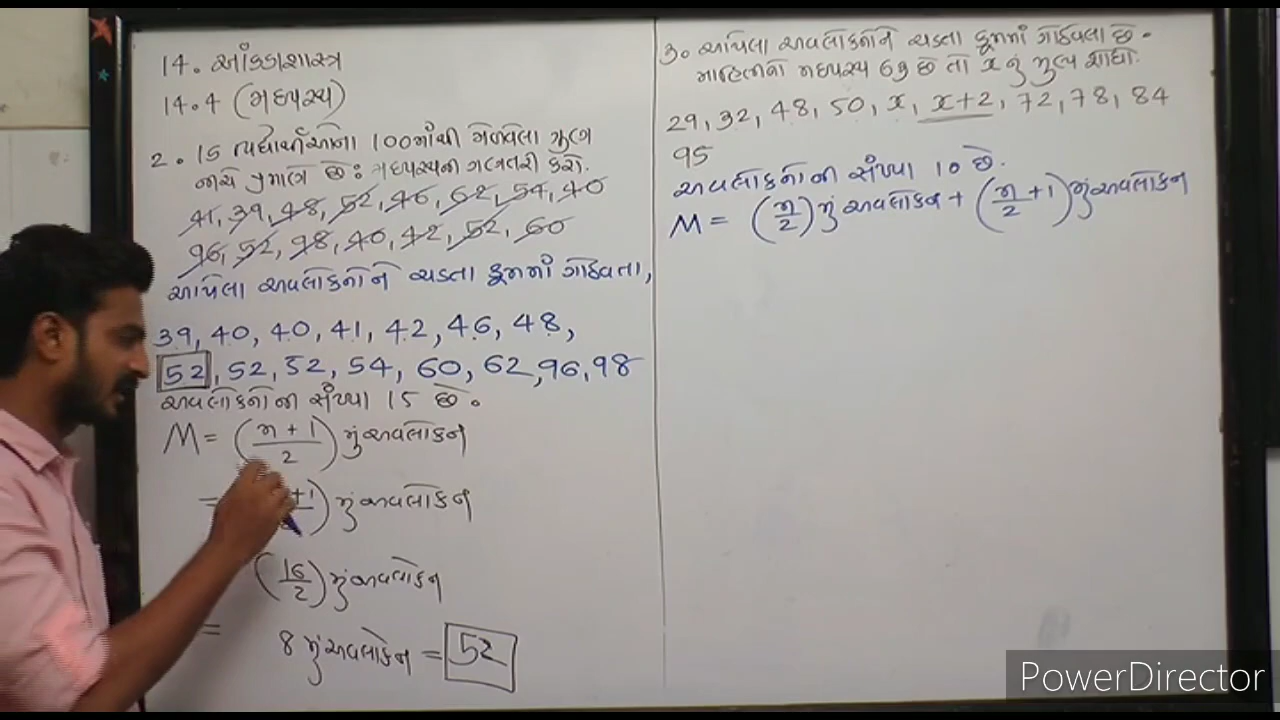 14. આંકડાશાસ્ત્ર
14.4 (મધ્યસ્થ)
2. 15 વિદ્યાર્થીઓના 100માંથી મેળવેલા ગુણ
નીચે પ્રમાણે છે: મધ્યસ્થની ગણતરી કરો.
41, 39, 48, 52, 46, 62, 54, 40
96, 52, 98, 40, 42, 52, 60
આપેલા અવલોકનોને ચડતા ક્રમમાં ગોઠવતા,
39, 40, 40, 41, 42, 46, 48,
52, 52, 52, 54, 60, 62, 96, 98
અવલોકનોની સંખ્યા 15 છે.
M = (n + 1 / 2) મું અવલોકન
= +1 ) મું અવલોકન
(16/2) મું અવલોકન
= 8 મું અવલોકન = 52
3. આપેલા અવલોકનોને ચડતા ક્રમમાં ગોઠવેલા છે.
માહિતીનો મધ્યસ્થ 63 છે તો x નું મુલ્ય શોધો.
29, 32, 48, 50, x, x+2, 72, 78, 84
95
અવલોકનોની સંખ્યા 10 છે.
M = (n/2) મું અવલોકન + (n/2 + 1) મું અવલોકન
PowerDirector